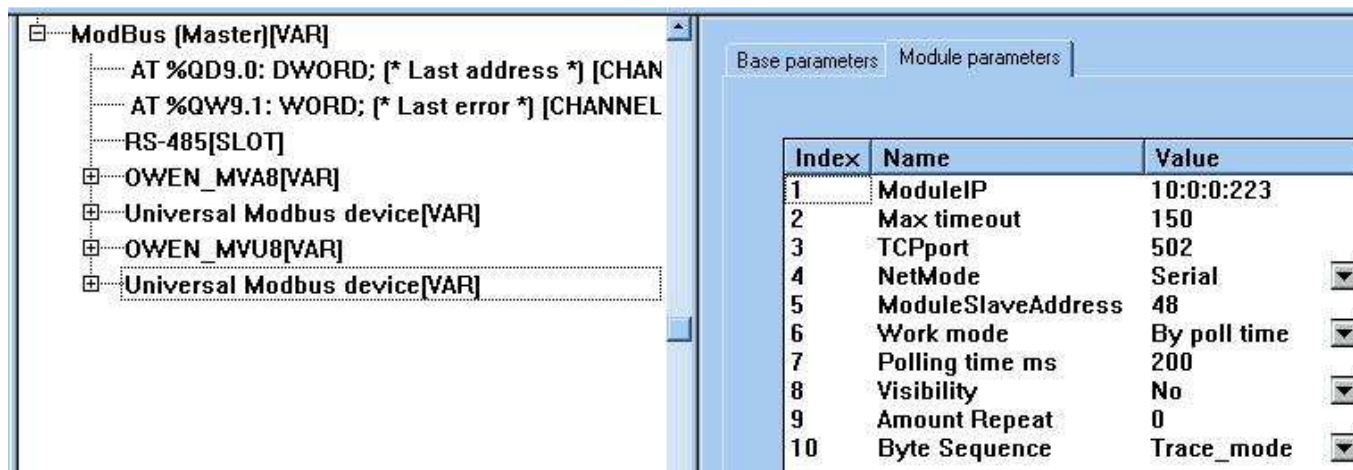 ModBus (Master)[VAR]
AT %QD9.0: DWORD; (* Last address *) [CHAN
AT %QW9.1: WORD; (* Last error *) [CHANNEL
RS-485[SLOT]
OWEN_MVA8[VAR]
Universal Modbus device[VAR]
OWEN_MVU8[VAR]
Universal Modbus device[VAR]
Base parameters Module parameters
Index Name Value
1 ModuleIP 10:0:0:223
2 Max timeout 150
3 TCPport 502
4 NetMode Serial
5 ModuleSlaveAddress 48
6 Work mode By poll time
7 Polling time ms 200
8 Visibility No
9 Amount Repeat 0
10 Byte Sequence Trace_mode